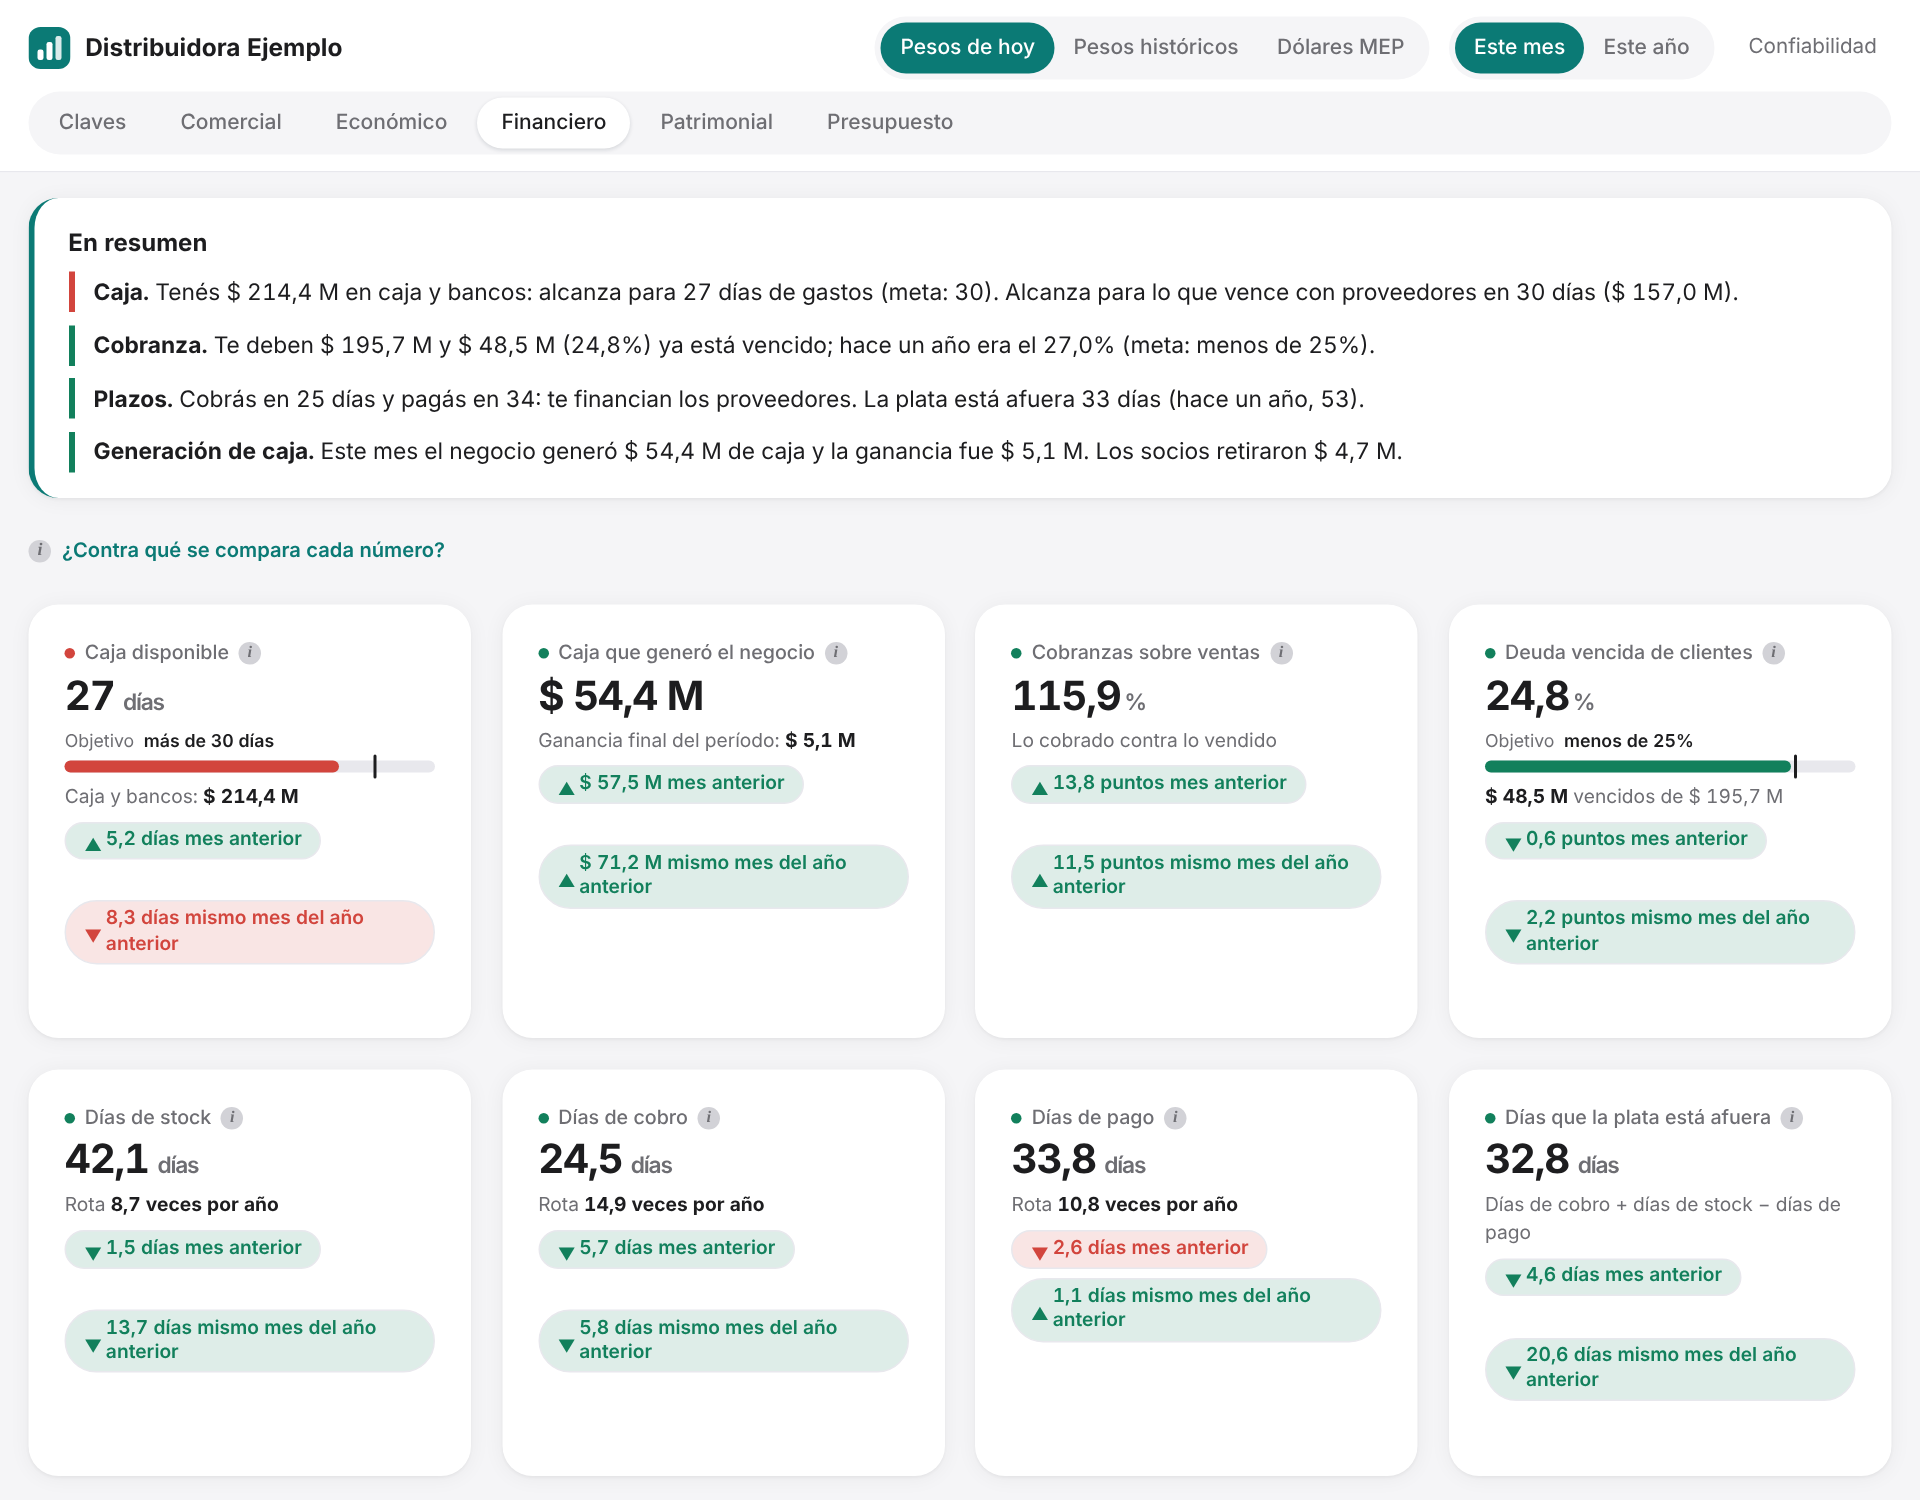 Distribuidora Ejemplo
Pesos de hoy
Pesos históricos
Dólares MEP
Este mes
Este año
Confiabilidad
Claves
Comercial
Económico
Financiero
Patrimonial
Presupuesto
En resumen
Caja. Tenés $ 214,4 M en caja y bancos: alcanza para 27 días de gastos (meta: 30). Alcanza para lo que vence con proveedores en 30 días ($ 157,0 M).
Cobranza. Te deben $ 195,7 M y $ 48,5 M (24,8%) ya está vencido; hace un año era el 27,0% (meta: menos de 25%).
Plazos. Cobrás en 25 días y pagás en 34: te financian los proveedores. La plata está afuera 33 días (hace un año, 53).
Generación de caja. Este mes el negocio generó $ 54,4 M de caja y la ganancia fue $ 5,1 M. Los socios retiraron $ 4,7 M.
i ¿Contra qué se compara cada número?
Caja disponible i
27 días
Objetivo más de 30 días
Caja y bancos: $ 214,4 M
▲ 5,2 días mes anterior
▼ 8,3 días mismo mes del año
anterior
Caja que generó el negocio i
$ 54,4 M
Ganancia final del período: $ 5,1 M
▲ $ 57,5 M mes anterior
▲ $ 71,2 M mismo mes del año
anterior
Cobranzas sobre ventas i
115,9 %
Lo cobrado contra lo vendido
▲ 13,8 puntos mes anterior
▲ 11,5 puntos mismo mes del año
anterior
Deuda vencida de clientes i
24,8 %
Objetivo menos de 25%
$ 48,5 M vencidos de $ 195,7 M
▼ 0,6 puntos mes anterior
▼ 2,2 puntos mismo mes del año
anterior
Días de stock i
42,1 días
Rota 8,7 veces por año
▼ 1,5 días mes anterior
▼ 13,7 días mismo mes del año
anterior
Días de cobro i
24,5 días
Rota 14,9 veces por año
▼ 5,7 días mes anterior
▼ 5,8 días mismo mes del año
anterior
Días de pago i
33,8 días
Rota 10,8 veces por año
▼ 2,6 días mes anterior
▲ 1,1 días mismo mes del año
anterior
Días que la plata está afuera i
32,8 días
Días de cobro + días de stock − días de
pago
▼ 4,6 días mes anterior
▼ 20,6 días mismo mes del año
anterior